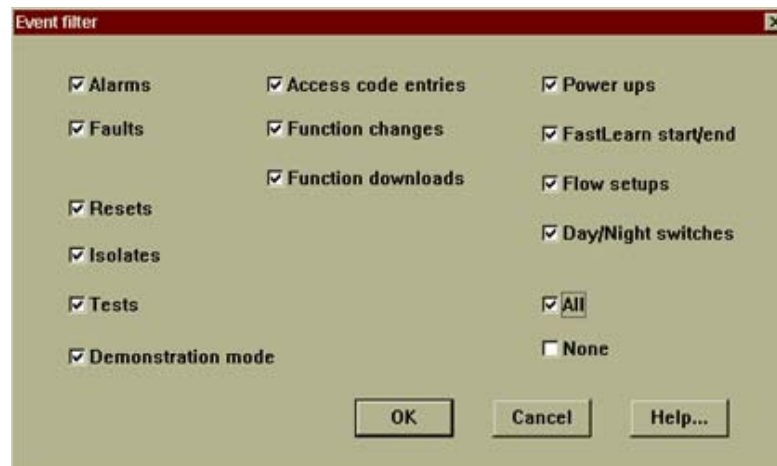 Event filter
Alarms
Access code entries
Power ups
Faults
Function changes
FastLearn start/end
Function downloads
Flow setups
Resets
Day/Night switches
Isolates
Tests
All
None
Demonstration mode
OK
Cancel
Help...